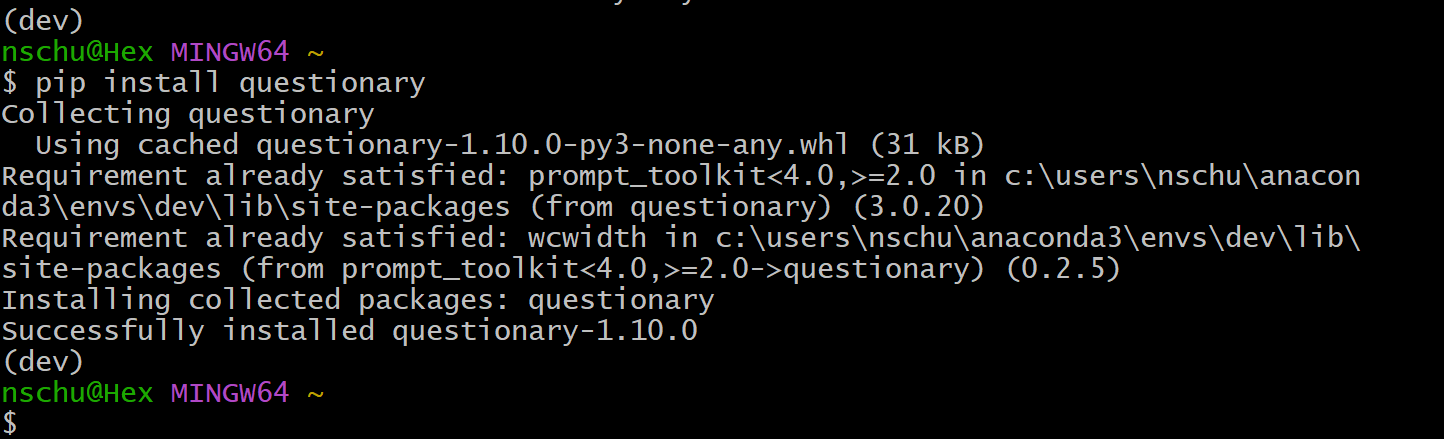 (dev)
nschu@Hex MINGW64 ~
$ pip install questionary
Collecting questionary
  Using cached questionary-1.10.0-py3-none-any.whl (31 kB)
Requirement already satisfied: prompt_toolkit<4.0,>=2.0 in c:\users\nschu\anacon
da3\envs\dev\lib\site-packages (from questionary) (3.0.20)
Requirement already satisfied: wcwidth in c:\users\nschu\anaconda3\envs\dev\lib\
site-packages (from prompt_toolkit<4.0,>=2.0->questionary) (0.2.5)
Installing collected packages: questionary
Successfully installed questionary-1.10.0
(dev)
nschu@Hex MINGW64 ~
$